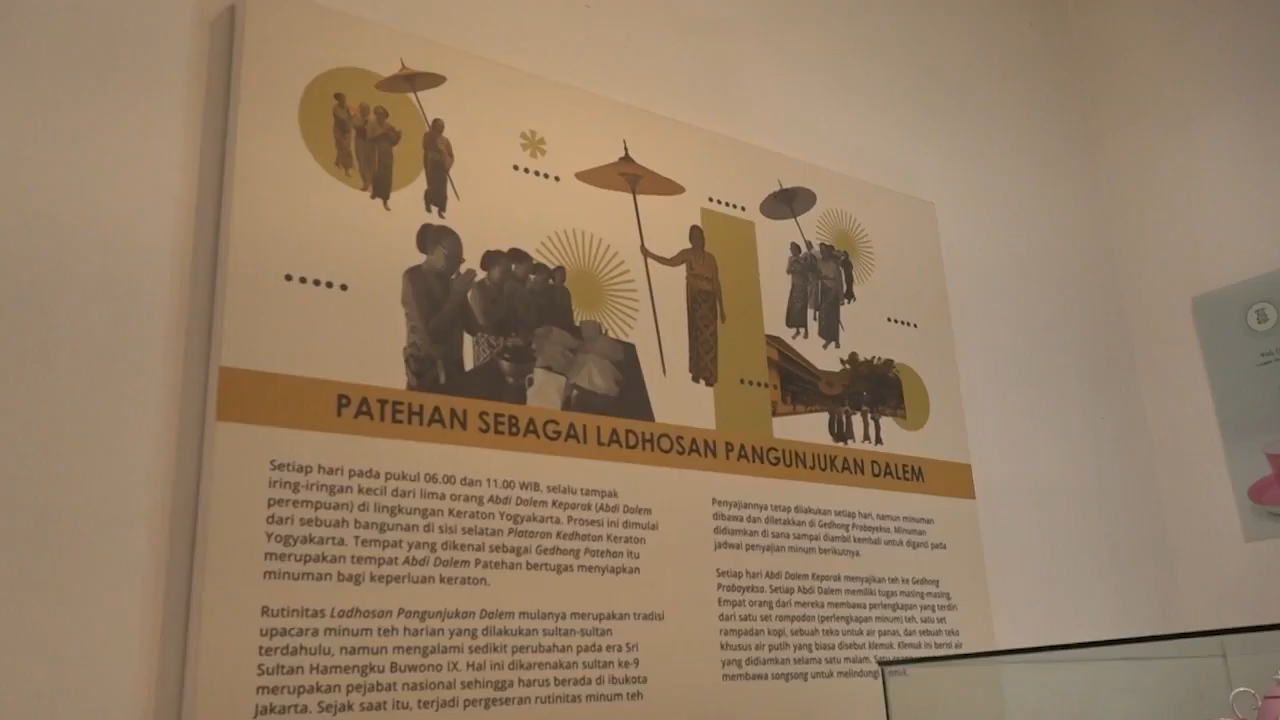 PATEHAN SEBAGAI LADHOSAN PANGUNJUKAN DALEM
Setiap hari pada pukul 06.00 dan 11.00 WIB, selalu tampak
iring-iringan kecil dari lima orang Abdi Dalem Keparak (Abdi Dalem
perempuan) di lingkungan Keraton Yogyakarta. Prosesi ini dimulai
dari sebuah bangunan di sisi selatan Plataran Kedhaton Keraton
Yogyakarta. Tempat yang dikenal sebagai Gedhong Patehan itu
merupakan tempat Abdi Dalem Patehan bertugas menyiapkan
minuman bagi keperluan keraton.
Rutinitas Ladhosan Pangunjukan Dalem mulanya merupakan tradisi
upacara minum teh harian yang dilakukan sultan-sultan
terdahulu, namun mengalami sedikit perubahan pada era Sri
Sultan Hamengku Buwono IX. Hal ini dikarenakan sultan ke-9
merupakan pejabat nasional sehingga harus berada di ibukota
Jakarta. Sejak saat itu, terjadi pergeseran rutinitas minum teh
Penyajiannya tetap dilakukan setiap hari, namun minuman
dibawa dan diletakkan di Gedhong Prabayeksa. Minuman
didiamkan di sana sampai diambil kembali untuk diganti pada
jadwal penyajian minum berikutnya.
Setiap hari Abdi Dalem Keparak menyajikan teh ke Gedhong
Prabayeksa. Setiap Abdi Dalem memiliki tugas masing-masing.
Empat orang dari mereka membawa perlengkapan yang terdiri
dari satu set rampadan (perlengkapan minum) teh, satu set
rampadan kopi, sebuah teko untuk air panas, dan sebuah teko
khusus air putih yang biasa disebut klemuk. Klemuk ini berisi air
yang didiamkan selama satu malam. Satu
membawa songsong untuk melindungi